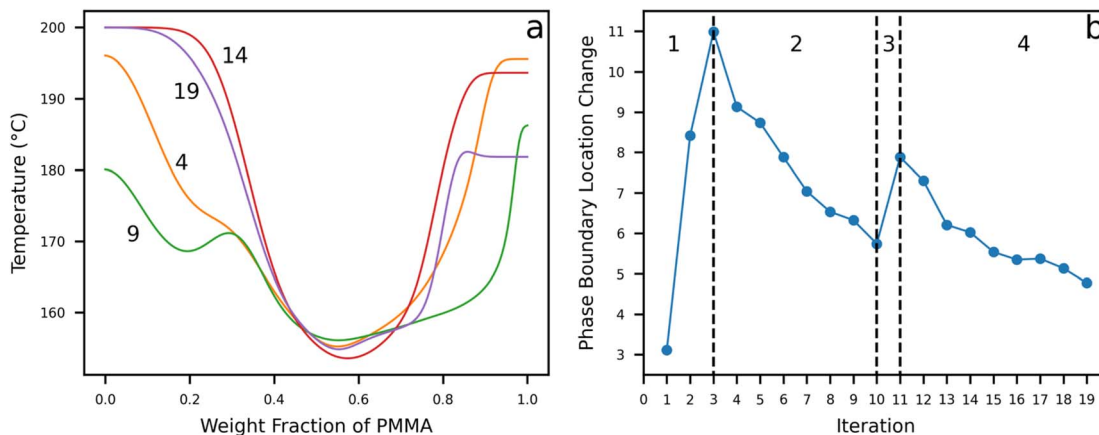 a
200
190
180
170
160
0.0 0.2 0.4 0.6 0.8 1.0
Temperature (°C)
Weight Fraction of PMMA
14
19
4
9
b
11
10
9
8
7
6
5
4
3
0 1 2 3 4 5 6 7 8 9 10 11 12 13 14 15 16 17 18 19
Phase Boundary Location Change
Iteration
1 2 3 4